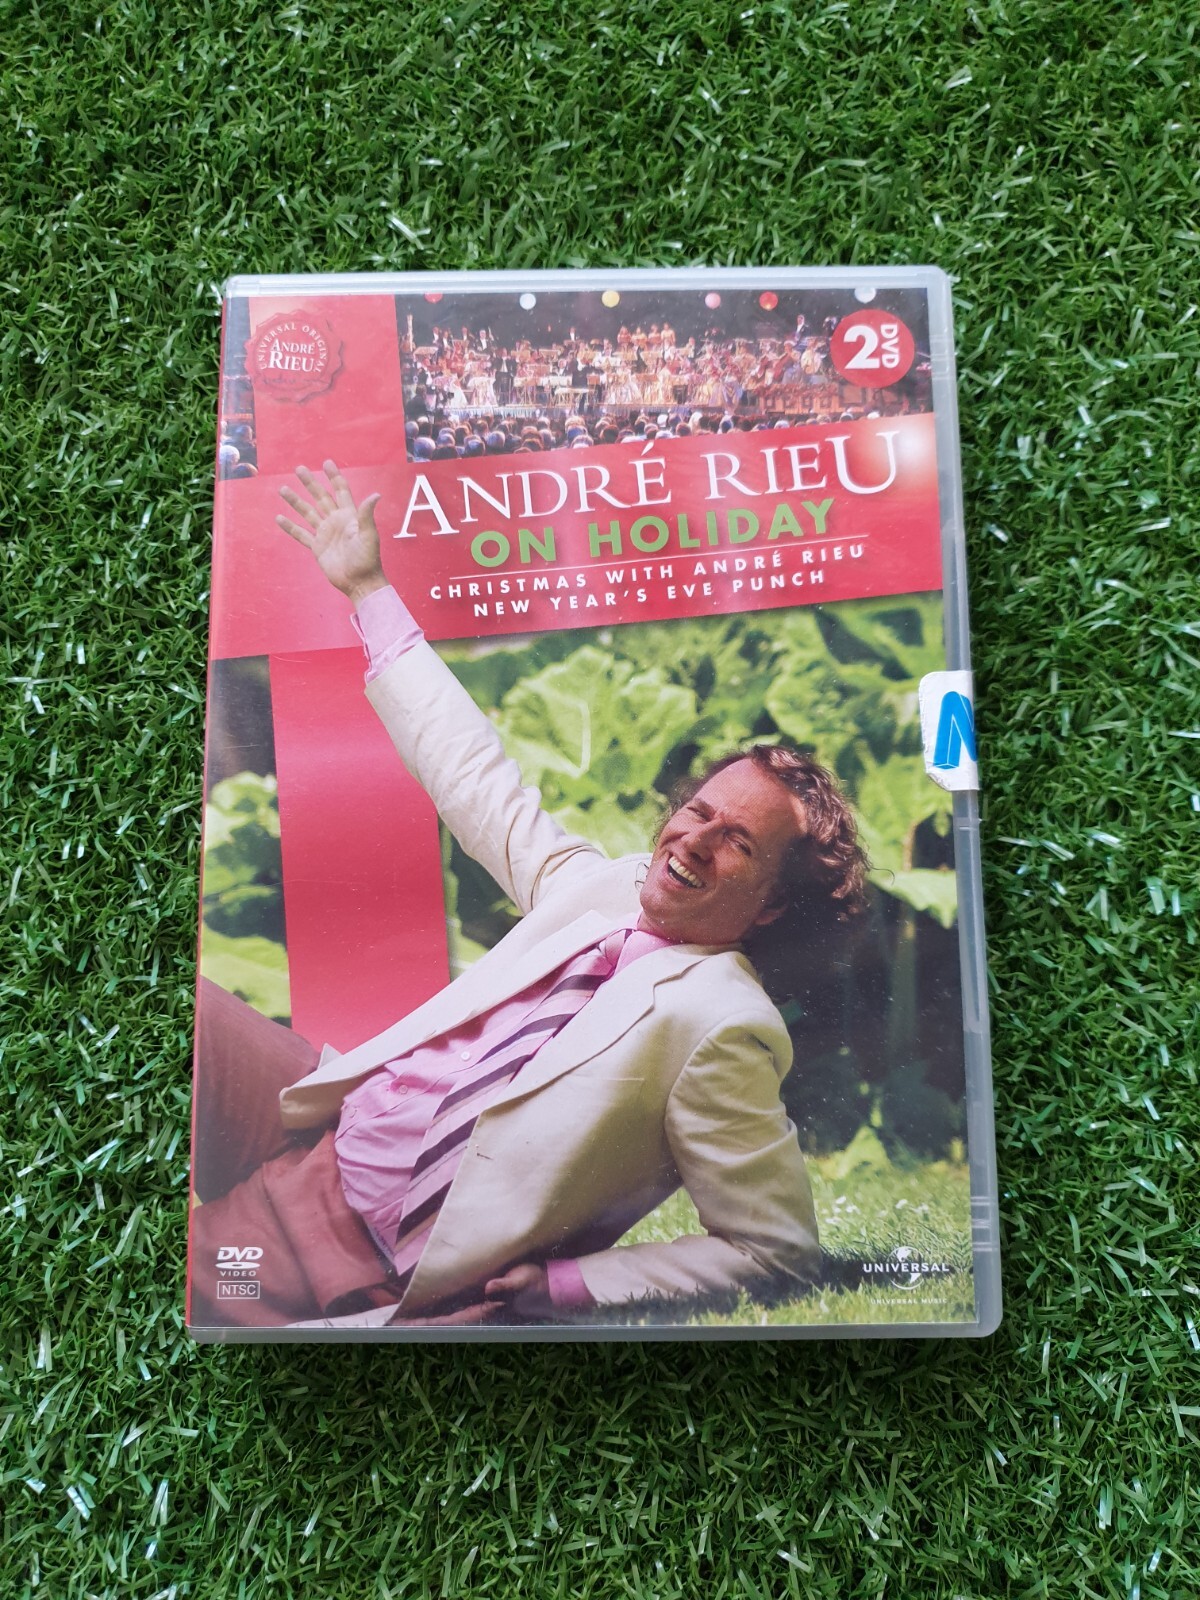 UNIVERSAL ORIGINAL
ANDRÉ
RIEU
2 DVD
ANDRÉ RIEU
ON HOLIDAY
CHRISTMAS WITH ANDRÉ RIEU
NEW YEAR'S EVE PUNCH
DVD
VIDEO
NTSC
UNIVERSAL
UNIVERSAL MUSIC